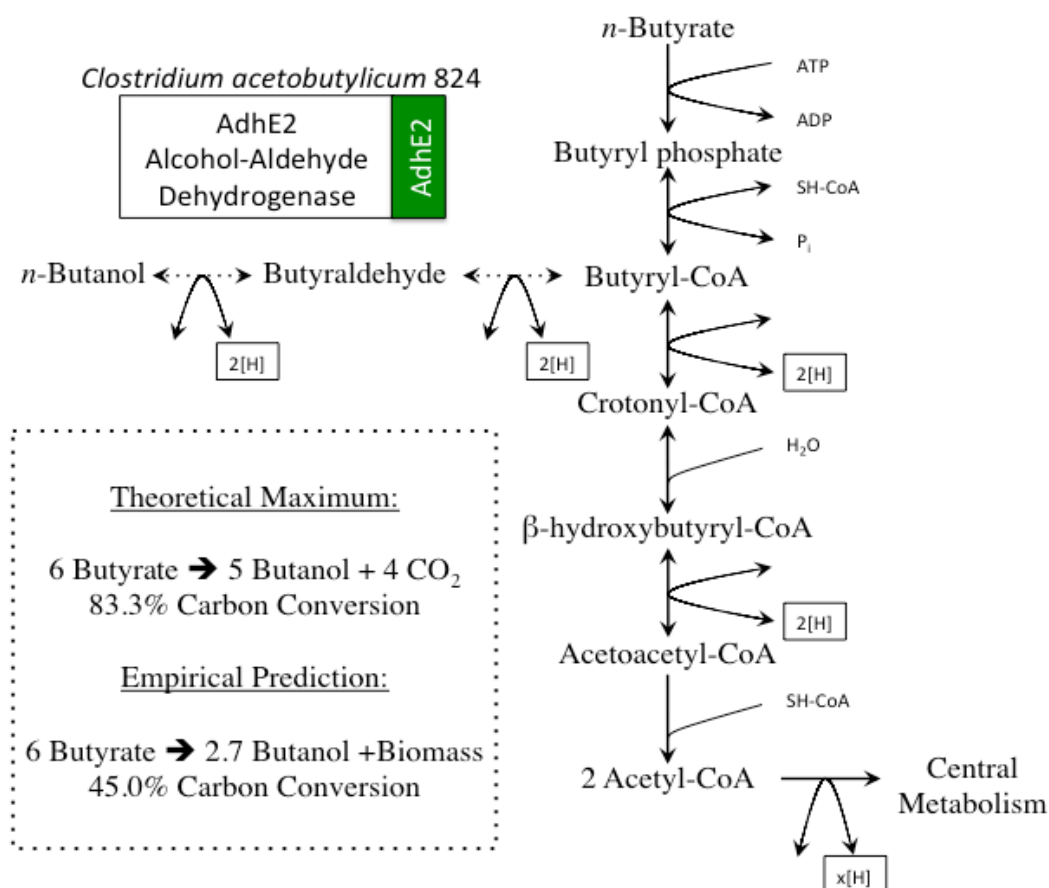 n-Butyrate
Clostridium acetobutylicum 824
AdhE2
Alcohol-Aldehyde
Dehydrogenase
AdhE2
ATP
ADP
Butyryl phosphate
SH-CoA
Pi
n-Butanol
Butyraldehyde
Butyryl-CoA
2[H]
2[H]
2[H]
Crotonyl-CoA
H2O
β-hydroxybutyryl-CoA
2[H]
Acetoacetyl-CoA
SH-CoA
2 Acetyl-CoA
Central
Metabolism
x[H]
Theoretical Maximum:
6 Butyrate ➔ 5 Butanol + 4 CO2
83.3% Carbon Conversion
Empirical Prediction:
6 Butyrate ➔ 2.7 Butanol +Biomass
45.0% Carbon Conversion